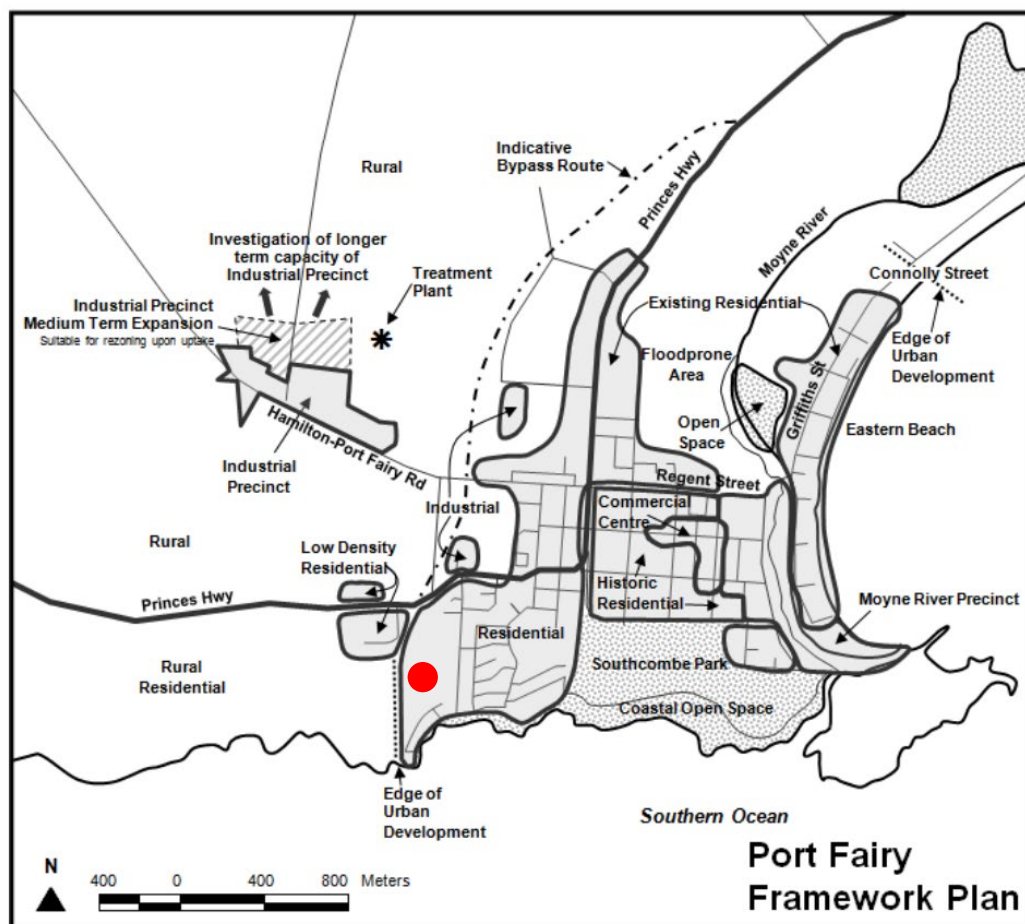 Indicative
Bypass Route
Princes Hwy
Rural
Moyne River
Investigation of longer
term capacity of
Industrial Precinct
Treatment
Plant
Connolly Street
Industrial Precinct
Medium Term Expansion
Suitable for rezoning upon uptake
Existing Residential
Edge of
Urban
Development
Floodprone
Area
Griffiths St
Open
Space
Eastern Beach
Hamilton-Port Fairy Rd
Industrial
Precinct
Regent Street
Industrial
Commercial
Centre
Rural
Low Density
Residential
Historic
Residential
Princes Hwy
Moyne River Precinct
Residential
Rural
Residential
Southcombe Park
Coastal Open Space
Edge of
Urban
Development
Southern Ocean
Port Fairy
Framework Plan
N
400 0 400 800 Meters